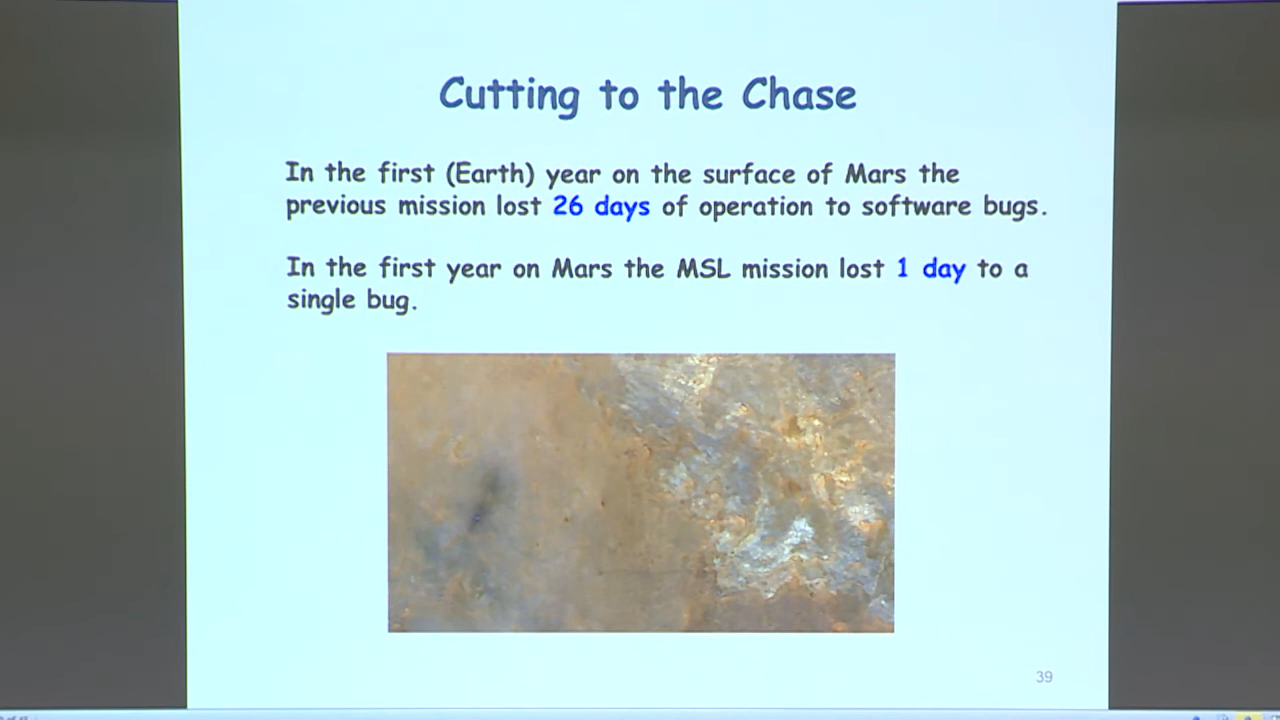 Cutting to the Chase
In the first (Earth) year on the surface of Mars the
previous mission lost 26 days of operation to software bugs.
In the first year on Mars the MSL mission lost 1 day to a
single bug.
39